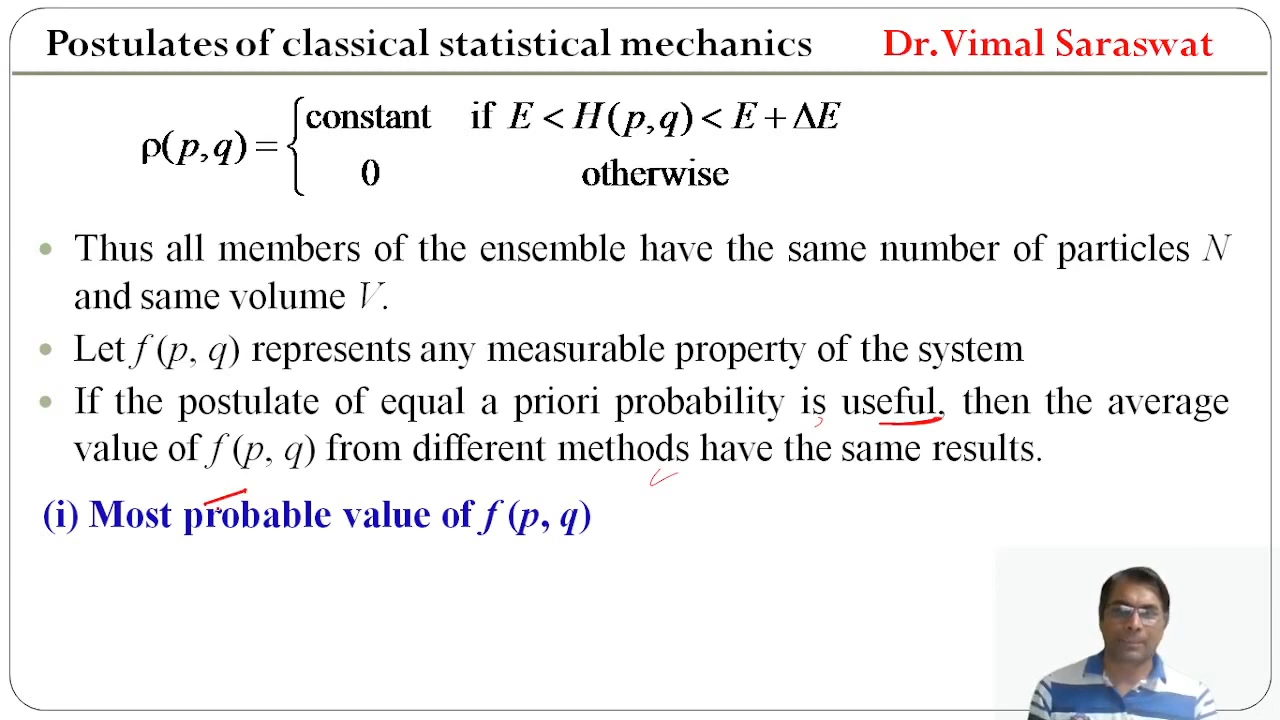 Postulates of classical statistical mechanics Dr.Vimal Saraswat
ρ(p,q) = { constant if E < H(p,q) < E + ΔE
0 otherwise
• Thus all members of the ensemble have the same number of particles N
and same volume V.
• Let f (p, q) represents any measurable property of the system
• If the postulate of equal a priori probability is useful, then the average
value of f (p, q) from different methods have the same results.
(i) Most probable value of f (p, q)